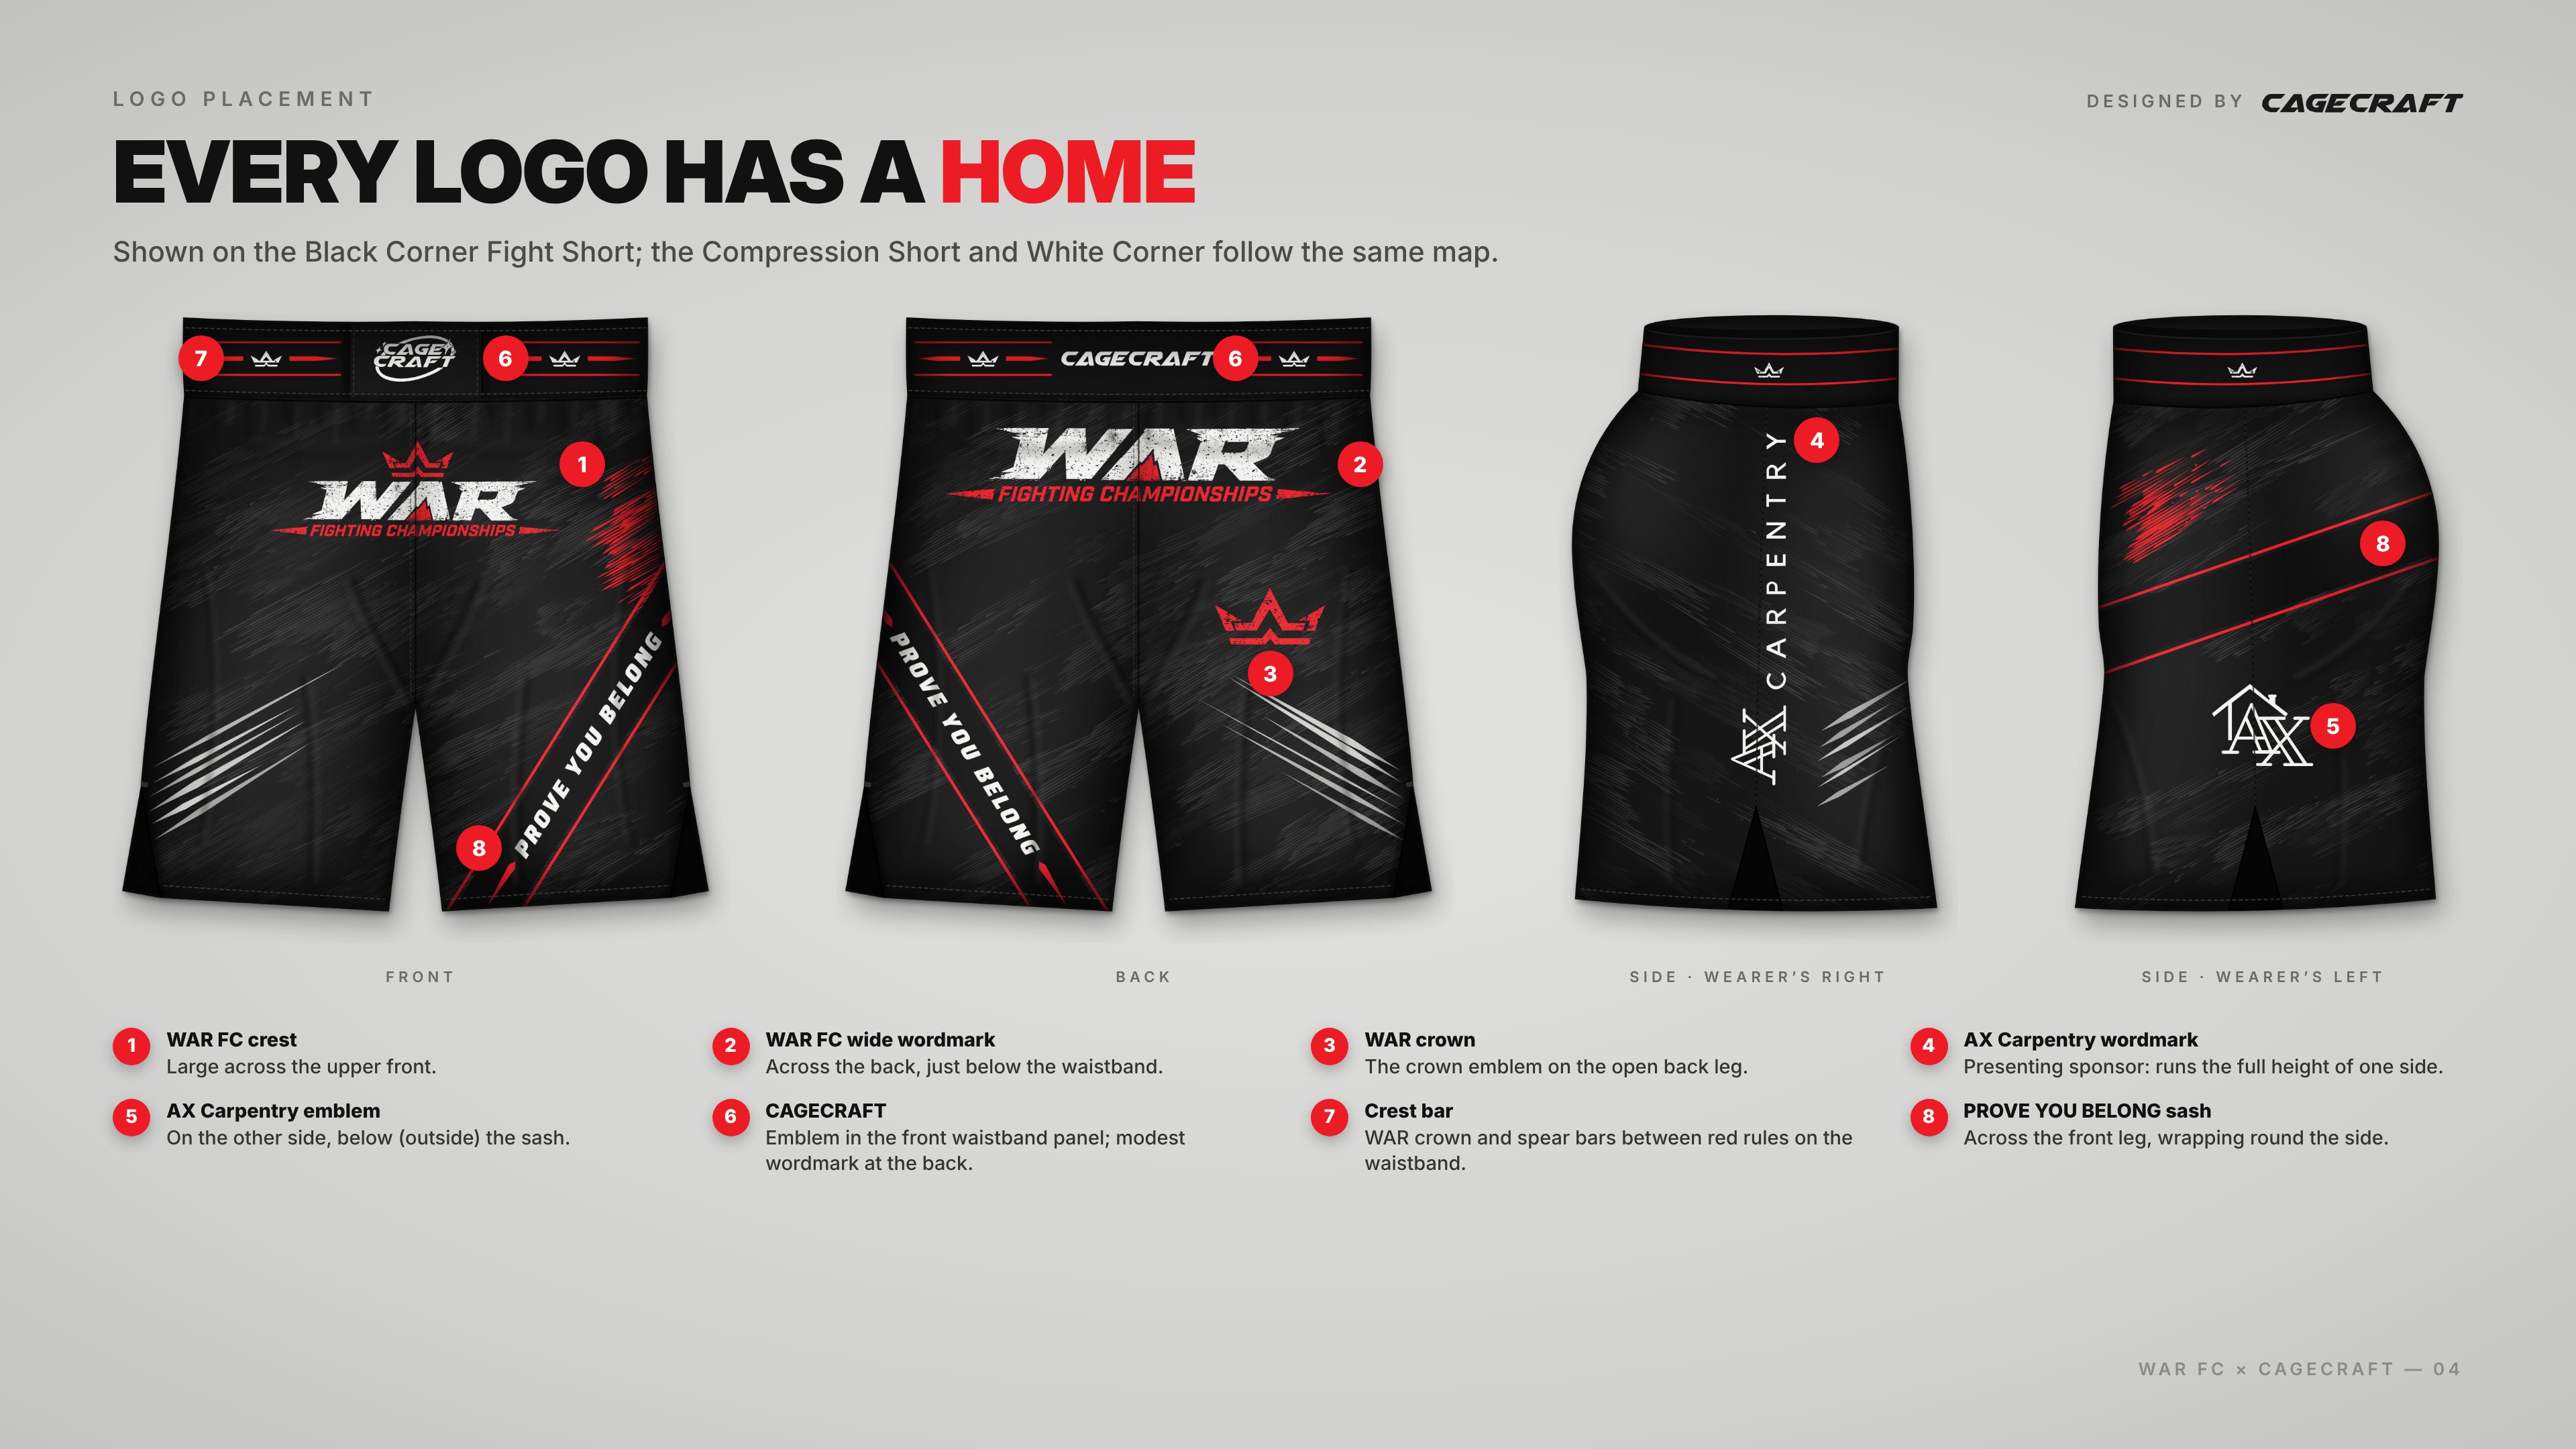 LOGO PLACEMENT
DESIGNED BY CAGECRAFT
EVERY LOGO HAS A HOME
Shown on the Black Corner Fight Short; the Compression Short and White Corner follow the same map.
7
CAGE
CRAFT
6
1
WAR
FIGHTING CHAMPIONSHIPS
PROVE YOU BELONG
8
CAGECRAFT
6
WAR
FIGHTING CHAMPIONSHIPS
2
3
PROVE YOU BELONG
4
AX CARPENTRY
8
AX
5
FRONT
BACK
SIDE · WEARER’S RIGHT
SIDE · WEARER’S LEFT
1 WAR FC crest
Large across the upper front.
2 WAR FC wide wordmark
Across the back, just below the waistband.
3 WAR crown
The crown emblem on the open back leg.
4 AX Carpentry wordmark
Presenting sponsor: runs the full height of one side.
5 AX Carpentry emblem
On the other side, below (outside) the sash.
6 CAGECRAFT
Emblem in the front waistband panel; modest
wordmark at the back.
7 Crest bar
WAR crown and spear bars between red rules on the
waistband.
8 PROVE YOU BELONG sash
Across the front leg, wrapping round the side.
WAR FC × CAGECRAFT — 04